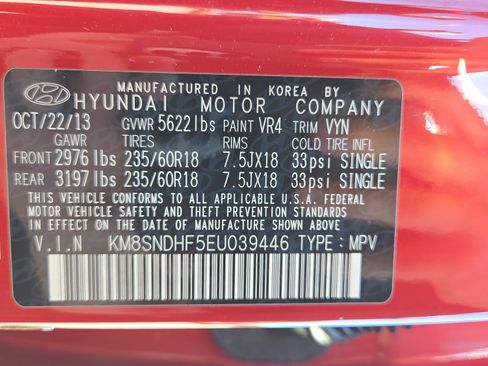 MANUFACTURED IN KOREA BY
HYUNDAI MOTOR COMPANY
OCT/22/13 GVWR 5622lbs PAINT VR4 TRIM VYN
GAWR TIRES RIMS COLD TIRE INFL
FRONT 2976 lbs 235/60R18 7.5JX18 33psi SINGLE
REAR 3197 lbs 235/60R18 7.5JX18 33psi SINGLE
THIS VEHICLE CONFORMS TO ALL APPLICABLE U.S.A. FEDERAL
MOTOR VEHICLE SAFETY, BUMPER, AND THEFT PREVENTION
STANDARDS IN EFFECT ON THE DATE OF MANUFACTURE SHOWN ABOVE.
V.I.N KM8SNDHF5EU039446 TYPE : MPV